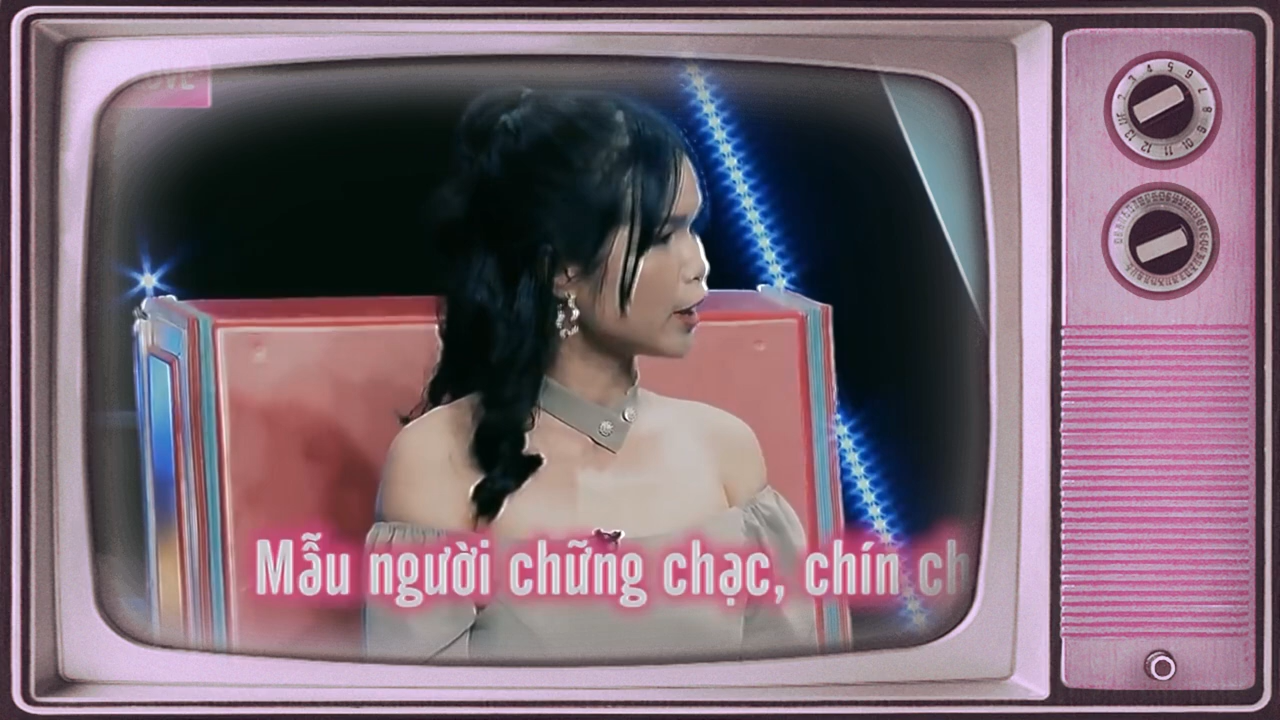 Mẫu người chững chạc, chín ch